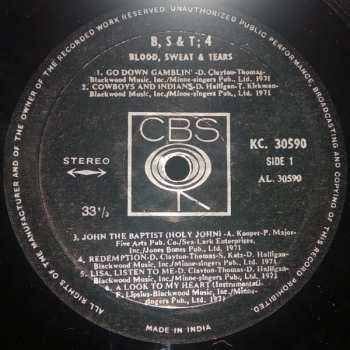 ALL RIGHTS OF THE MANUFACTURER AND OF THE OWNER OF THE RECORDED WORK RESERVED. UNAUTHORIZED PUBLIC PERFORMANCE, BROADCASTING AND COPYING OF THIS RECORD PROHIBITED.
B, S & T; 4
BLOOD, SWEAT & TEARS
1. GO DOWN GAMBLIN'-D. Clayton-Thomas-
Blackwood Music, Inc./Minne-singers Pub. Ltd. 1971
2. COWBOYS AND INDIANS-D. Halligan-T. Kirkman-
Blackwood Music Inc./Minne-singers Pub., Ltd. 1971
CBS
KC. 30590
SIDE 1
AL. 30590
STEREO
33⅓
3. JOHN THE BAPTIST (HOLY JOHN)-A. Kooper-P. Major-
Five Arts Pub. Co./Sea-Lark Enterprises,
Inc./Jones Bones Pub., Ltd. 1971
4. REDEMPTION-D. Clayton-Thomas-S. Katz-D. Halligan-
Blackwood Music, Inc./Minne-singers Pub., Ltd. 1971
5. LISA, LISTEN TO ME-D. Clayton-Thomas-D. Halligan-
Blackwood Music, Inc./Minne-singers Pub., Ltd. 1971
6. A LOOK TO MY HEART (Instrumental)-
F. Lipsius-Blackwood Music, Inc./Minne-
singers Pub., Ltd. 1971
MADE IN INDIA